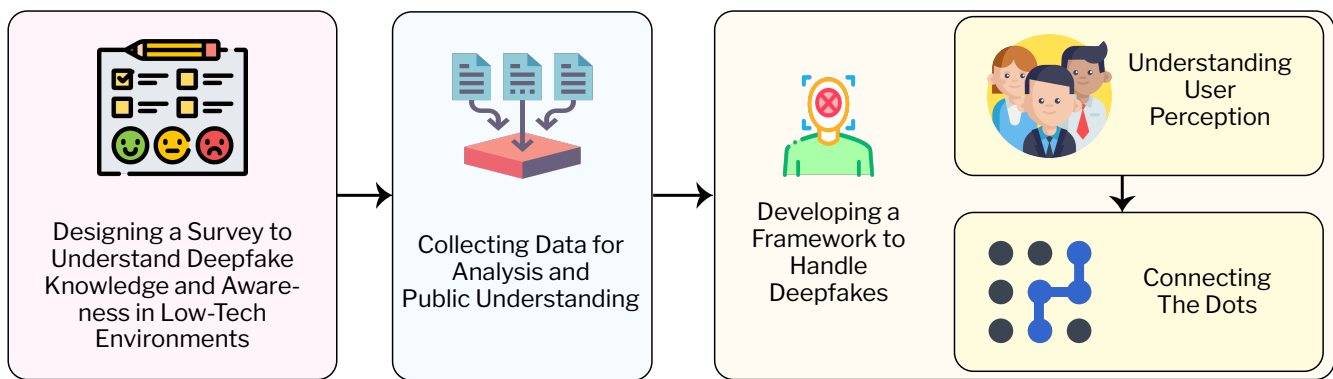 Designing a Survey to
Understand Deepfake
Knowledge and Aware-
ness in Low-Tech
Environments
Collecting Data for
Analysis and
Public Understanding
Developing a
Framework to
Handle
Deepfakes
Understanding
User
Perception
Connecting
The Dots